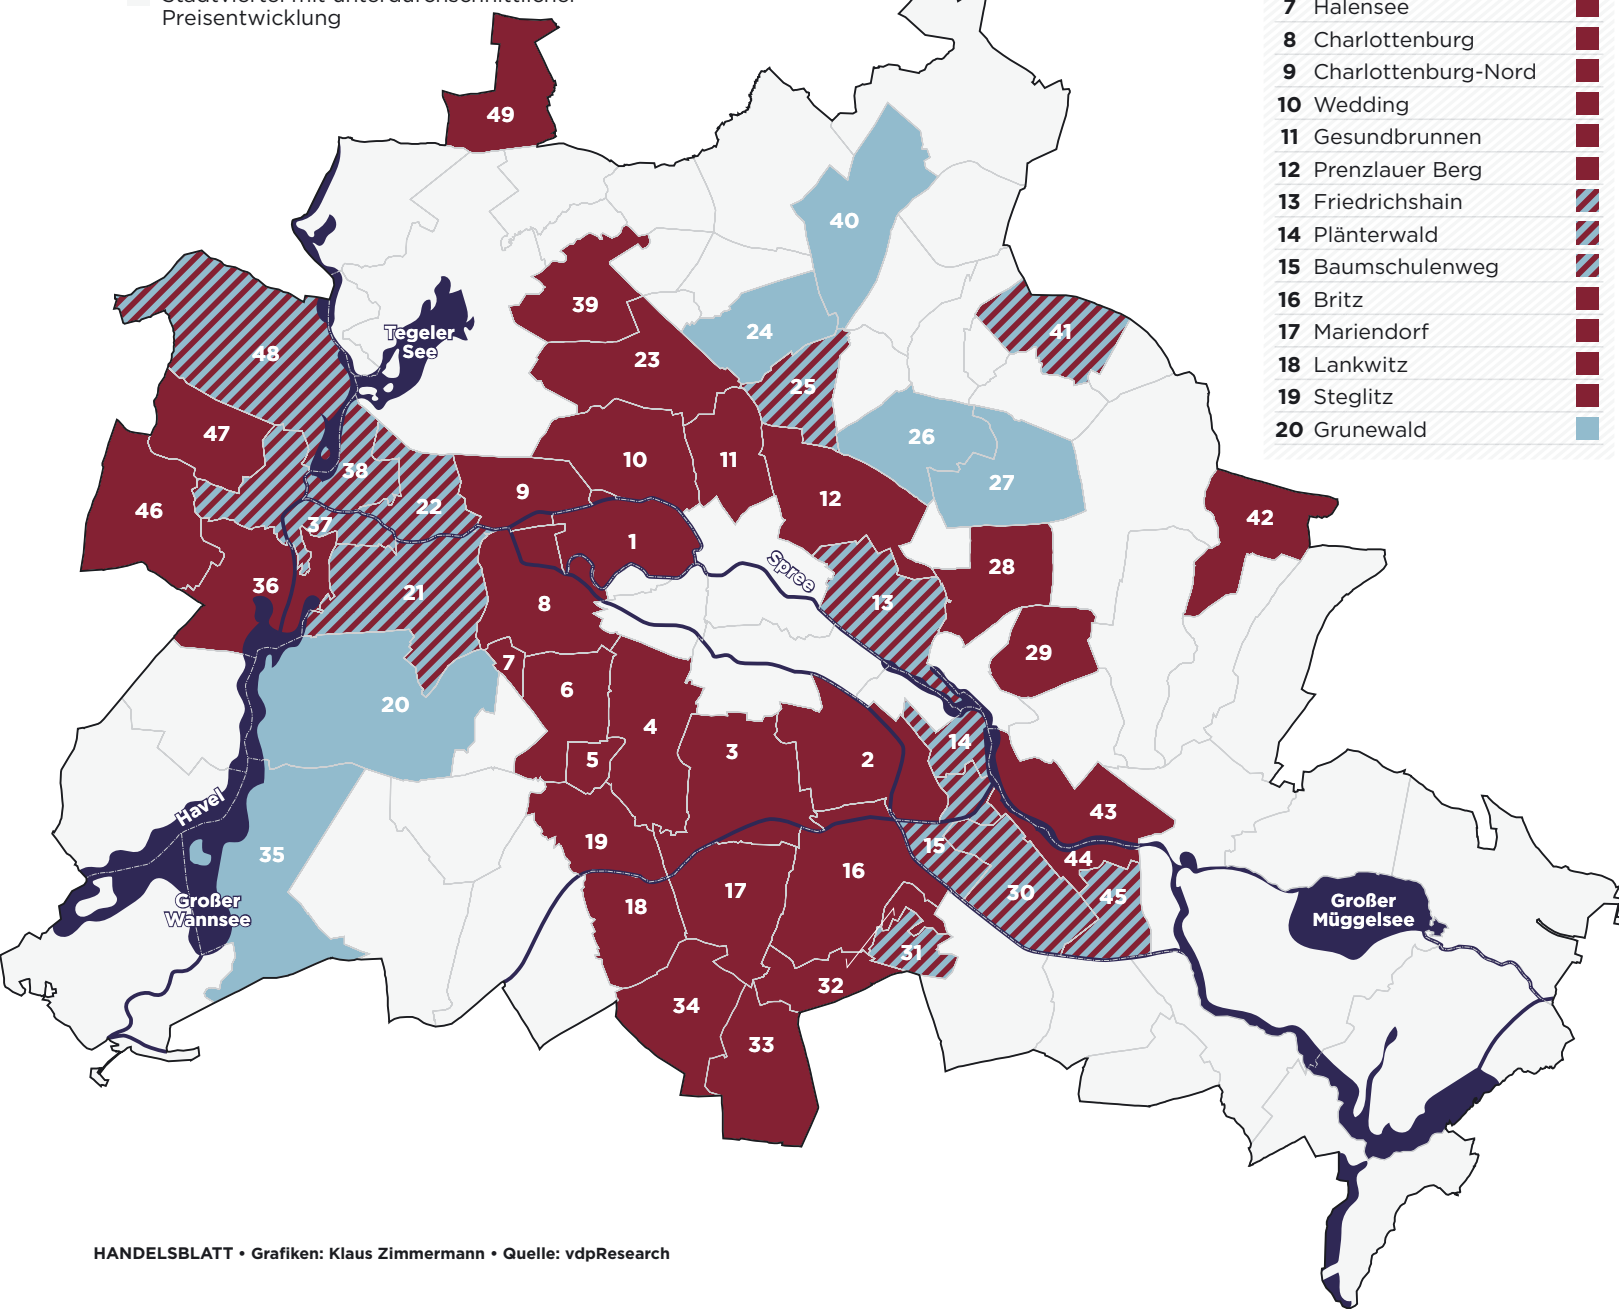 Preisentwicklung
7 Halensee
8 Charlottenburg
9 Charlottenburg-Nord
10 Wedding
11 Gesundbrunnen
12 Prenzlauer Berg
13 Friedrichshain
14 Plänterwald
15 Baumschulenweg
16 Britz
17 Mariendorf
18 Lankwitz
19 Steglitz
20 Grunewald
49
40
39
24
41
48
Tegeler
See
23
25
47
26
38
10
11
27
9
22
12
46
37
42
1
28
Spree
36
21
8
13
29
7
6
20
4
14
3
5
2
Havel
43
19
15
35
44
16
17
30
45
18
Großer
Wannsee
Großer
Müggelsee
31
32
34
33
HANDELSBLATT • Grafiken: Klaus Zimmermann • Quelle: vdpResearch